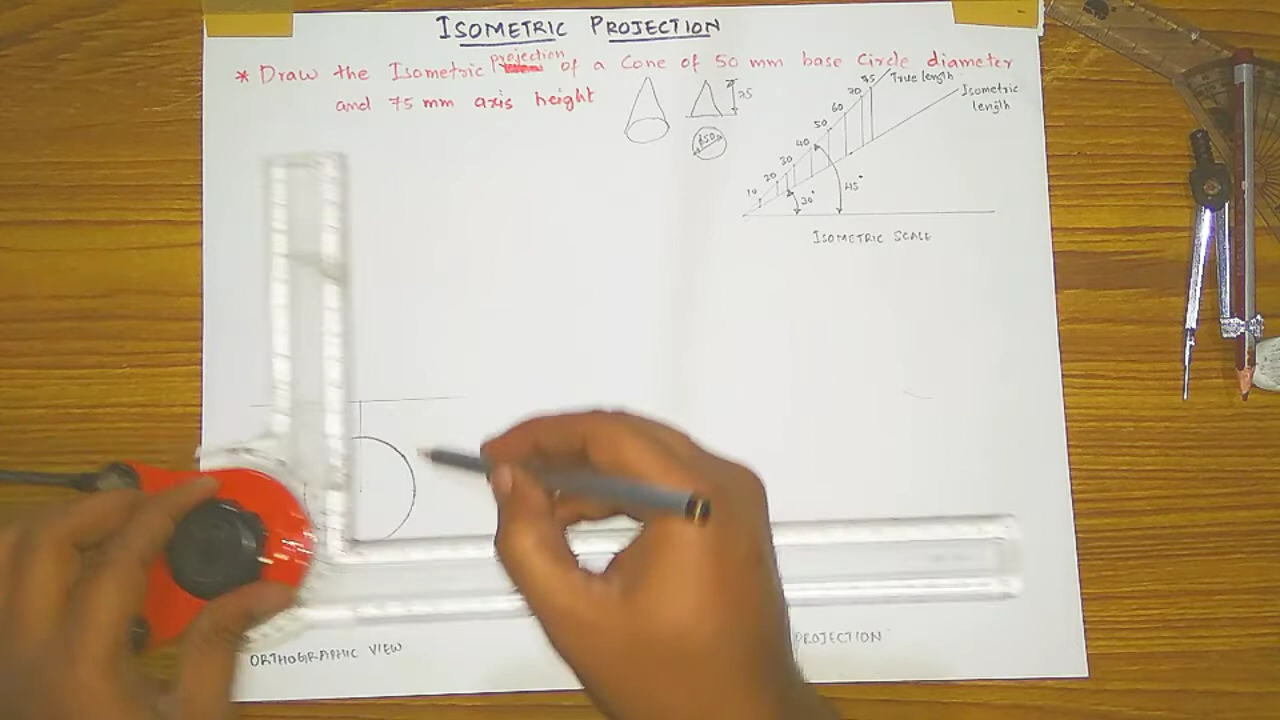 ISOMETRIC PROJECTION
* Draw the Isometric Projection of a Cone of 50 mm base Circle diameter
and 75 mm axis height
75
Ø50
10
20
30
40
50
60
70
75
True length
Isometric
length
30°
45°
ISOMETRIC SCALE
ORTHOGRAPHIC VIEW
PROJECTION